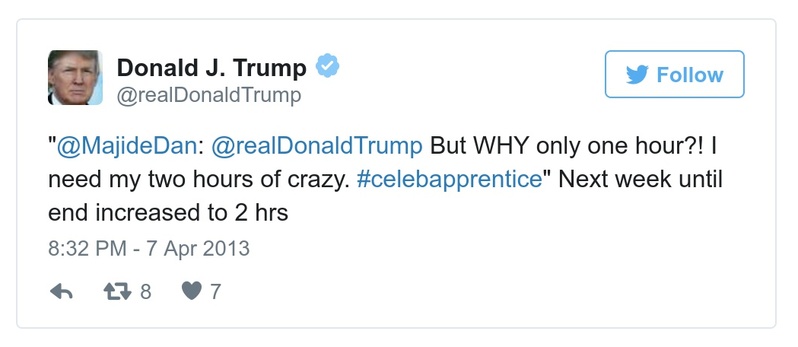 Donald J. Trump
@realDonaldTrump
Follow
"@MajideDan: @realDonaldTrump But WHY only one hour?! I
need my two hours of crazy. #celebapprentice" Next week until
end increased to 2 hrs
8:32 PM - 7 Apr 2013
8 7